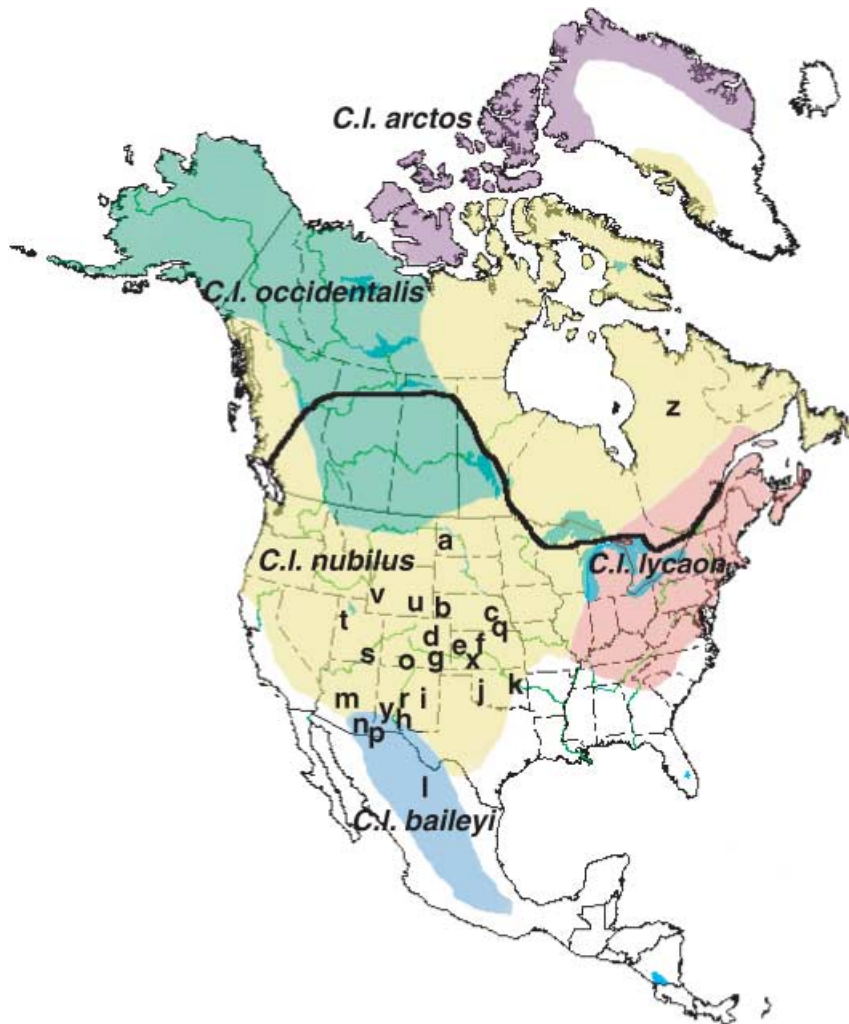 C.l. arctos
C.l. occidentalis
z
a
C.l. nubilus
C.l. lycaon
v
u
b
c
t
q
d
e
f
s
o
g
x
j
k
m
r
i
y
h
n
p
l
C.l. baileyi